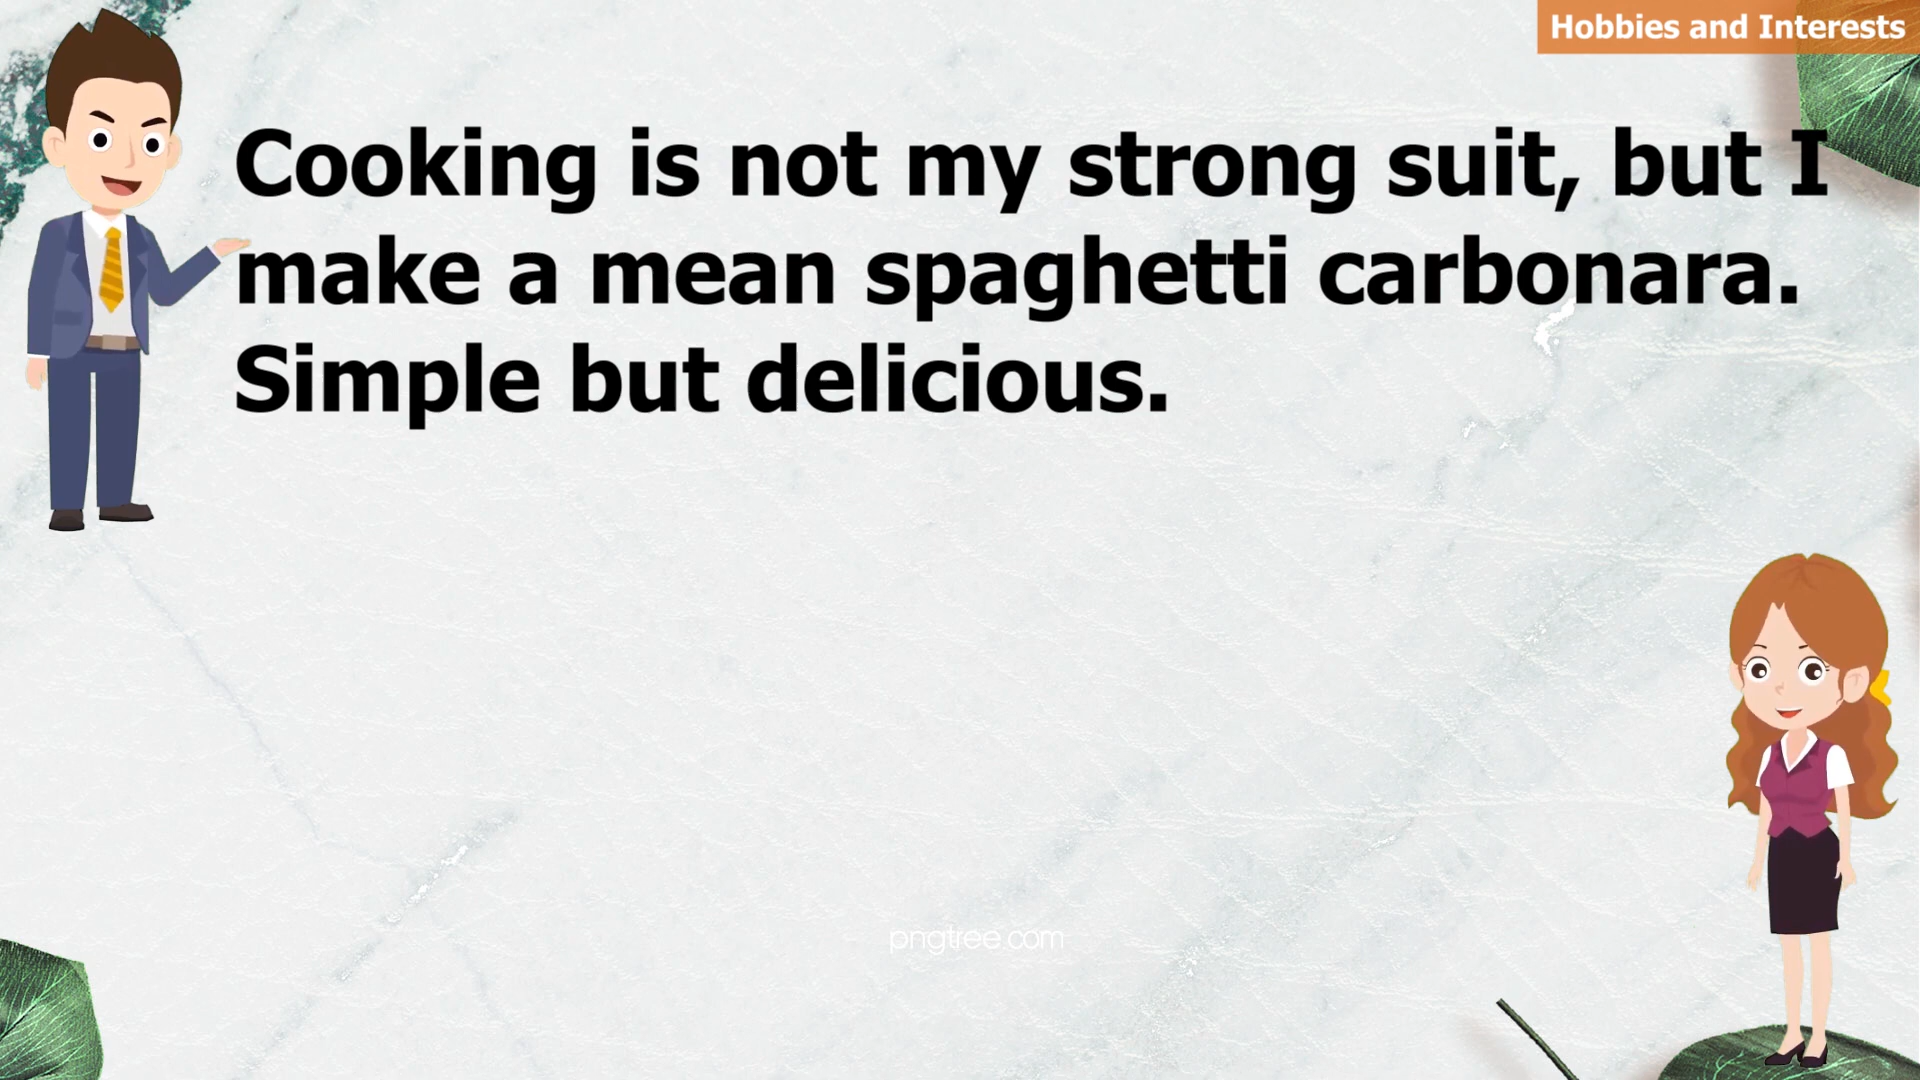 Hobbies and Interests
Cooking is not my strong suit, but I
make a mean spaghetti carbonara.
Simple but delicious.
pngtree.com